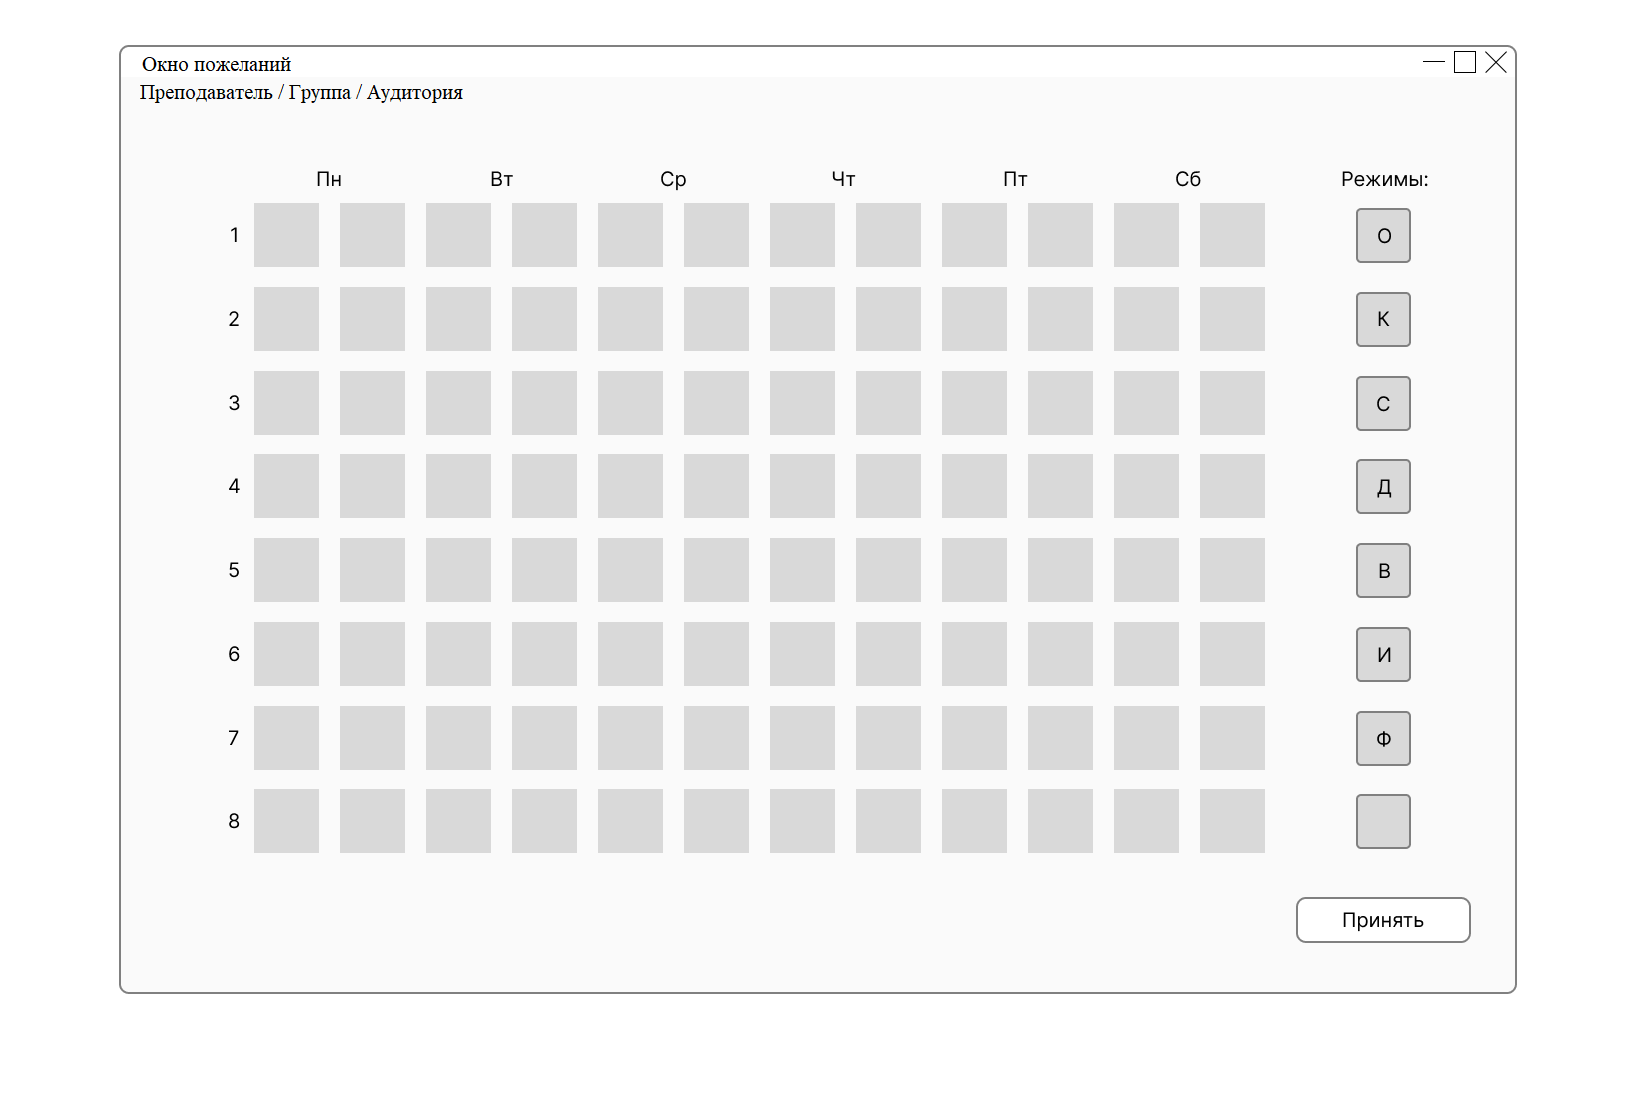 Окно пожеланий
Преподаватель / Группа / Аудитория
Пн Вт Ср Чт Пт Сб Режимы:
1 О
2 К
3 С
4 Д
5 В
6 И
7 Ф
8
Принять